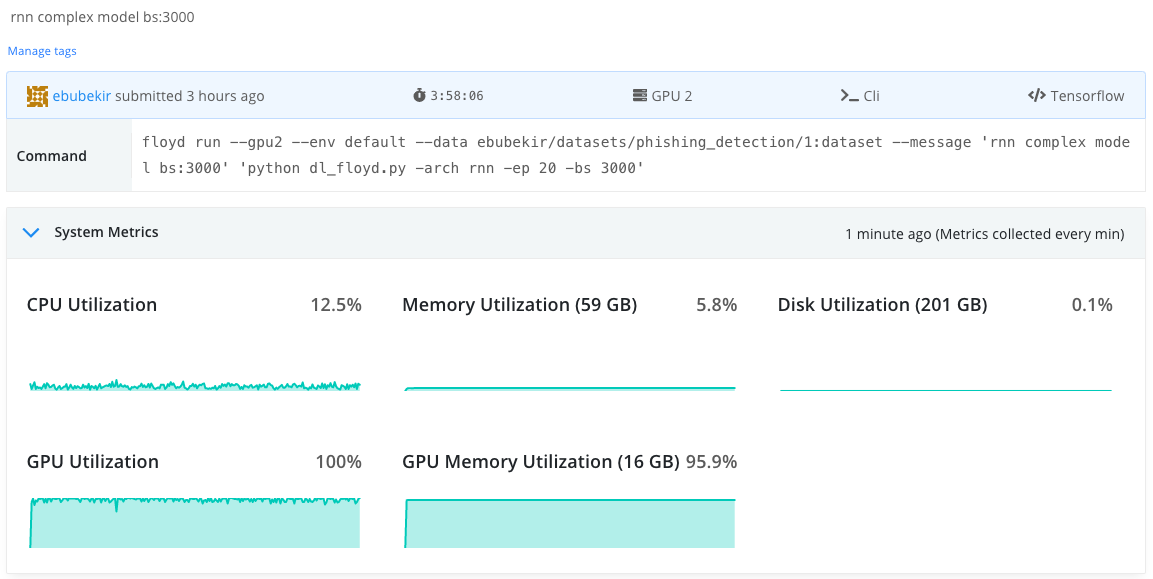 rnn complex model bs:3000
Manage tags
ebubekir submitted 3 hours ago 3:58:06 GPU 2 Cli Tensorflow
Command
floyd run --gpu2 --env default --data ebubekir/datasets/phishing_detection/1:dataset --message 'rnn complex mode
l bs:3000' 'python dl_floyd.py -arch rnn -ep 20 -bs 3000'
System Metrics 1 minute ago (Metrics collected every min)
CPU Utilization 12.5% Memory Utilization (59 GB) 5.8% Disk Utilization (201 GB) 0.1%
GPU Utilization 100% GPU Memory Utilization (16 GB) 95.9%